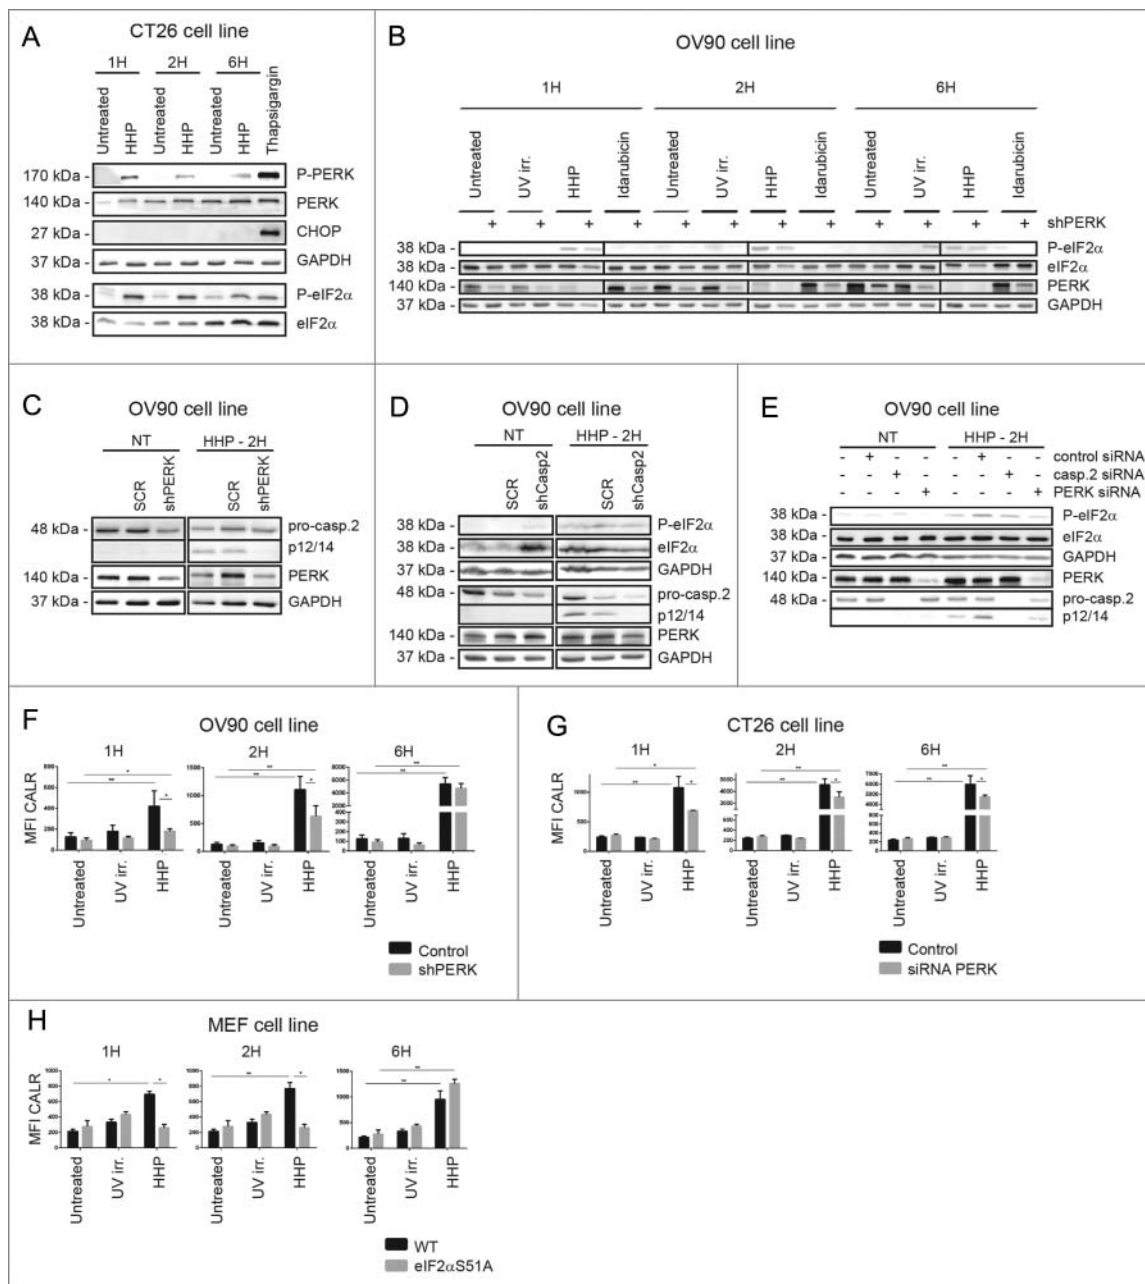 A
CT26 cell line
1H 2H 6H
Untreated HHP Untreated HHP Untreated HHP Thapsigargin
170 kDa - P-PERK
140 kDa - PERK
27 kDa - CHOP
37 kDa - GAPDH
38 kDa - P-eIF2α
38 kDa - eIF2α
B
OV90 cell line
1H 2H 6H
Untreated UV irr. HHP Idarubicin Untreated UV irr. HHP Idarubicin Untreated UV irr. HHP Idarubicin
+ + + + + + + + + + + + shPERK
38 kDa - P-eIF2α
38 kDa - eIF2α
140 kDa - PERK
37 kDa - GAPDH
C
OV90 cell line
NT HHP - 2H
SCR shPERK SCR shPERK
48 kDa - pro-casp.2
p12/14
140 kDa - PERK
37 kDa - GAPDH
D
OV90 cell line
NT HHP - 2H
SCR shCasp2 SCR shCasp2
38 kDa - P-eIF2α
38 kDa - eIF2α
37 kDa - GAPDH
48 kDa - pro-casp.2
p12/14
140 kDa - PERK
37 kDa - GAPDH
E
OV90 cell line
NT HHP - 2H
- + - - - + - - control siRNA
- - + - - - + - casp.2 siRNA
- - - + - - - + PERK siRNA
38 kDa - P-eIF2α
38 kDa - eIF2α
37 kDa - GAPDH
140 kDa - PERK
48 kDa - pro-casp.2
p12/14
F
OV90 cell line
1H 2H 6H
MFI CALR
Untreated UV irr. HHP Untreated UV irr. HHP Untreated UV irr. HHP
Control
shPERK
G
CT26 cell line
1H 2H 6H
MFI CALR
Untreated UV irr. HHP Untreated UV irr. HHP Untreated UV irr. HHP
Control
siRNA PERK
H
MEF cell line
1H 2H 6H
MFI CALR
Untreated UV irr. HHP Untreated UV irr. HHP Untreated UV irr. HHP
WT
eIF2αS51A